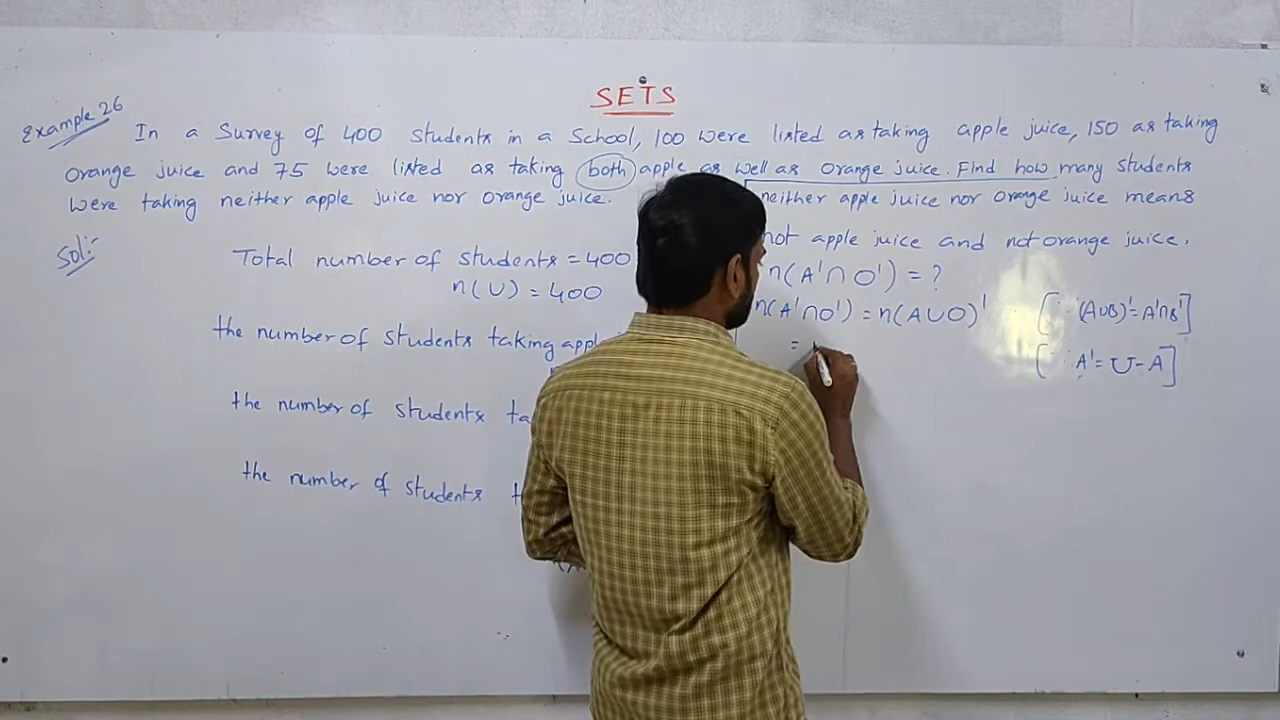 SETS
Example 26
In a Survey of 400 students in a School, 100 were listed as taking apple juice, 150 as taking
orange juice and 75 were listed as taking both apple as well as orange juice. Find how many students
were taking neither apple juice nor orange juice.
neither apple juice nor orange juice means
not apple juice and not orange juice.
Sol:-
Total number of students = 400
n(U) = 400
the number of students taking
the number of students
the number of students
n(A'∩O') = ?
n(A'∩O') = n(A∪O)' [∵ (A∪B)' = A'∩B']
= [∵ A' = U - A]